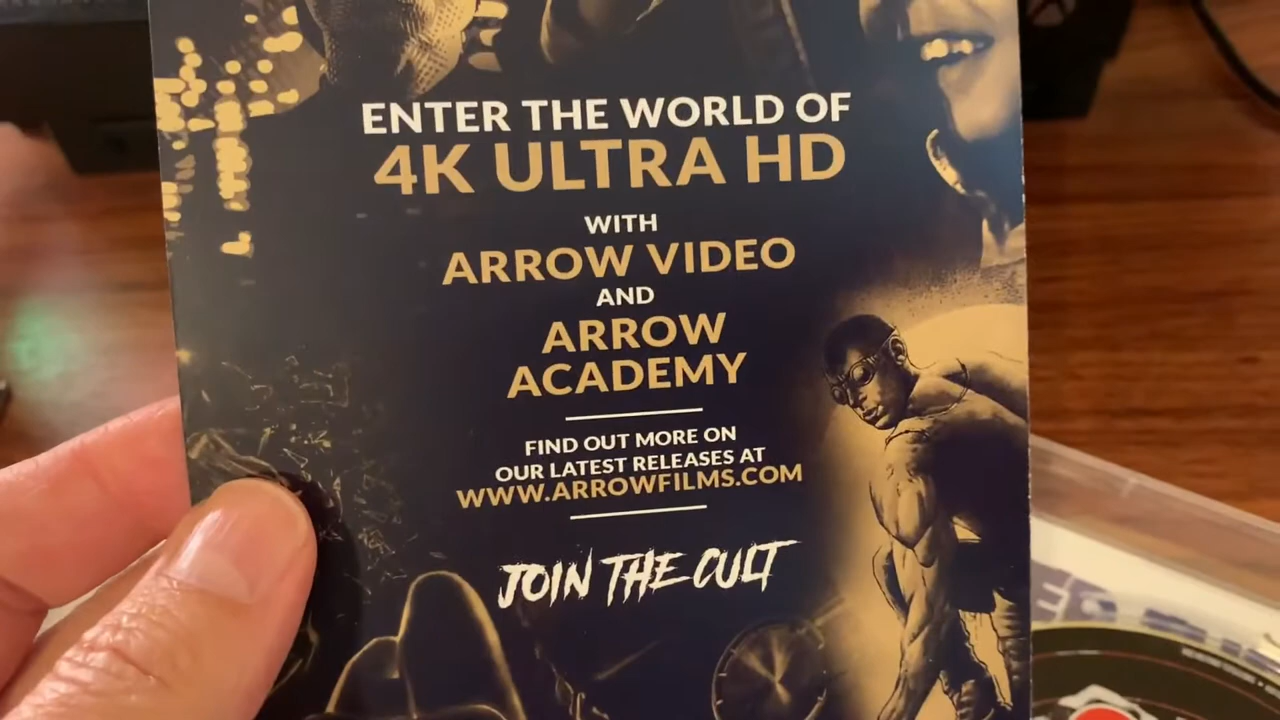 ENTER THE WORLD OF
4K ULTRA HD
WITH
ARROW VIDEO
AND
ARROW
ACADEMY
FIND OUT MORE ON
OUR LATEST RELEASES AT
WWW.ARROWFILMS.COM
JOIN THE CULT